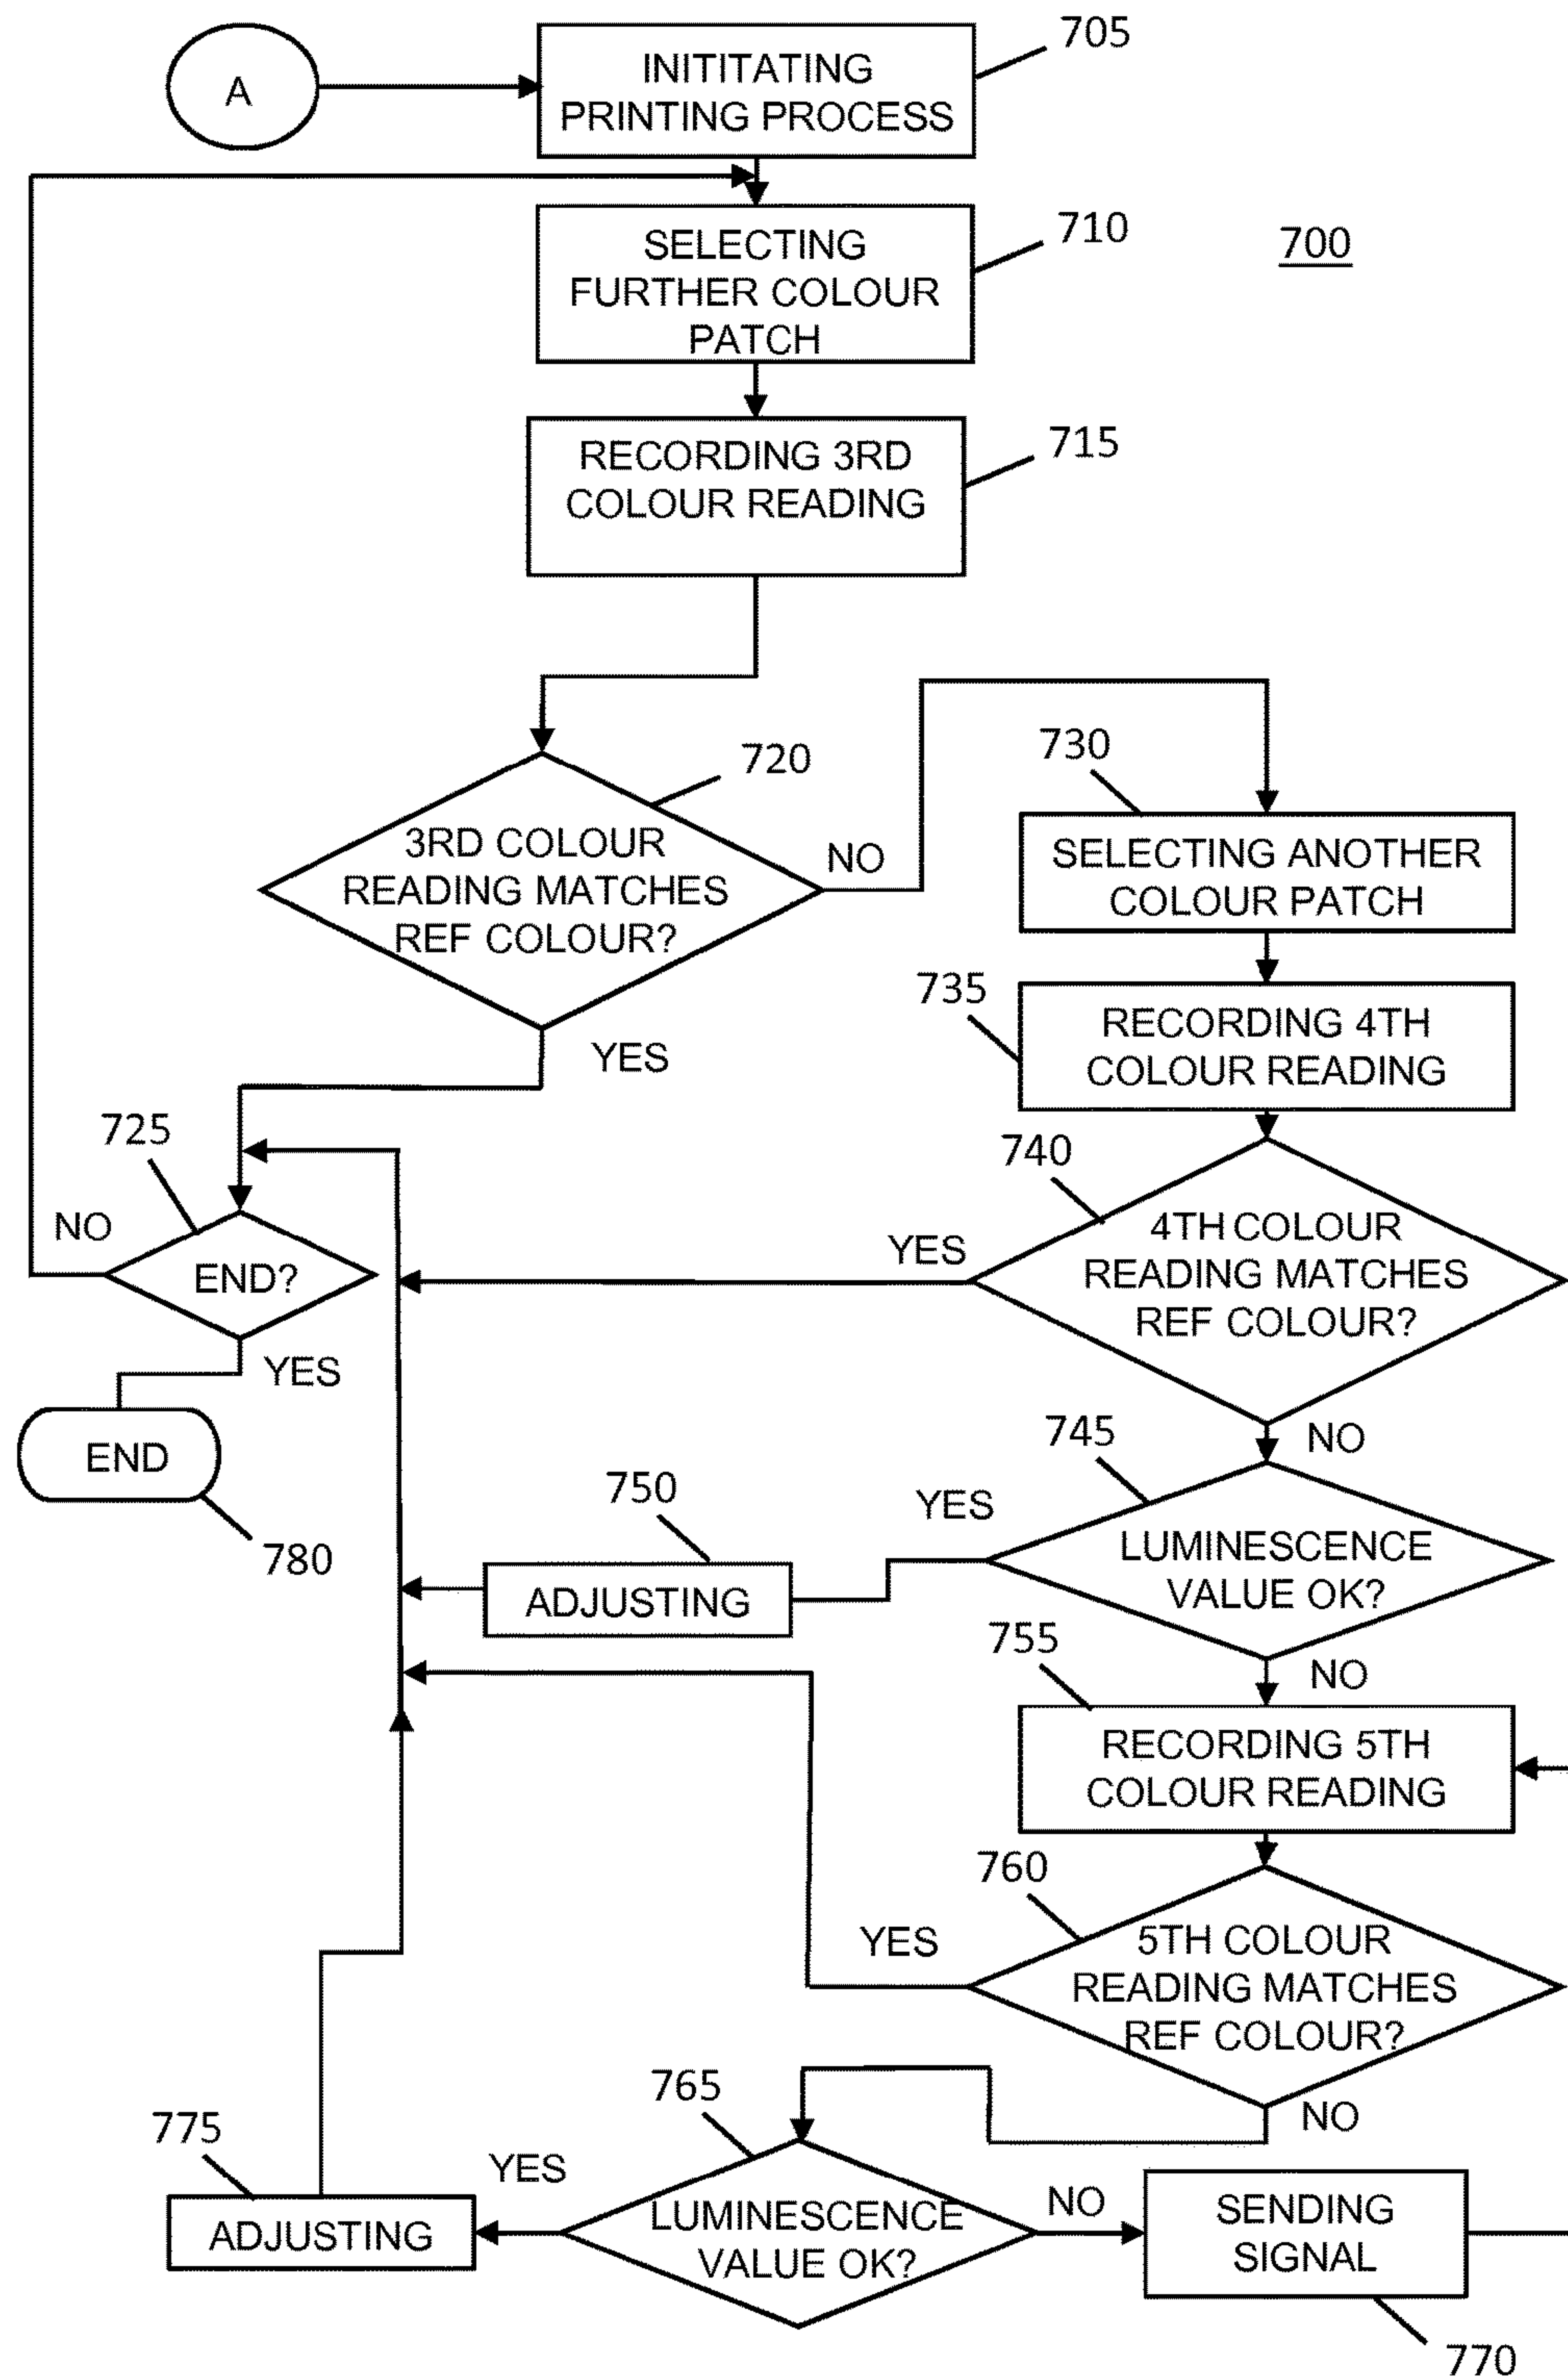 A
INITITATING
PRINTING PROCESS
705
SELECTING
FURTHER COLOUR
PATCH
710
700
RECORDING 3RD
COLOUR READING
715
720
3RD COLOUR
READING MATCHES
REF COLOUR?
NO
YES
730
SELECTING ANOTHER
COLOUR PATCH
735
RECORDING 4TH
COLOUR READING
725
NO
END?
YES
END
780
740
4TH COLOUR
READING MATCHES
REF COLOUR?
YES
NO
745
LUMINESCENCE
VALUE OK?
YES
750
ADJUSTING
NO
755
RECORDING 5TH
COLOUR READING
760
5TH COLOUR
READING MATCHES
REF COLOUR?
YES
NO
765
LUMINESCENCE
VALUE OK?
YES
775
ADJUSTING
NO
SENDING
SIGNAL
770